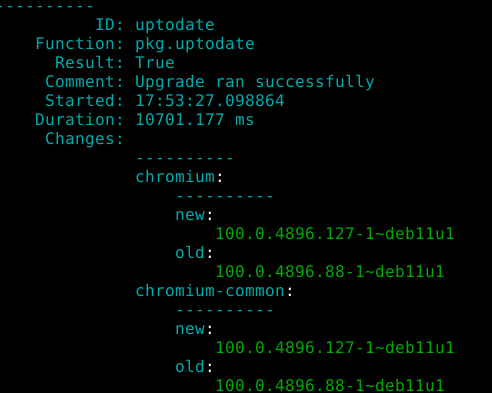 ----------
ID: uptodate
Function: pkg.uptodate
Result: True
Comment: Upgrade ran successfully
Started: 17:53:27.098864
Duration: 10701.177 ms
Changes:
----------
chromium:
----------
new:
100.0.4896.127-1~deb11u1
old:
100.0.4896.88-1~deb11u1
chromium-common:
----------
new:
100.0.4896.127-1~deb11u1
old:
100.0.4896.88-1~deb11u1